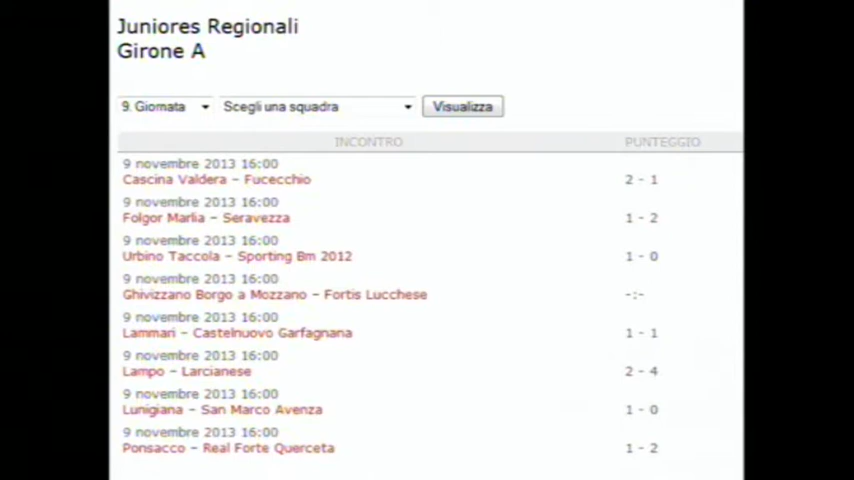 Juniores Regionali
Girone A
9. Giornata Scegli una squadra Visualizza
INCONTRO PUNTEGGIO
9 novembre 2013 16:00
Cascina Valdera - Fucecchio 2 - 1
9 novembre 2013 16:00
Folgor Marlia - Seravezza 1 - 2
9 novembre 2013 16:00
Urbino Taccola - Sporting Bm 2012 1 - 0
9 novembre 2013 16:00
Ghivizzano Borgo a Mozzano - Fortis Lucchese -:-
9 novembre 2013 16:00
Lammari - Castelnuovo Garfagnana 1 - 1
9 novembre 2013 16:00
Lampo - Larcianese 2 - 4
9 novembre 2013 16:00
Lunigiana - San Marco Avenza 1 - 0
9 novembre 2013 16:00
Ponsacco - Real Forte Querceta 1 - 2